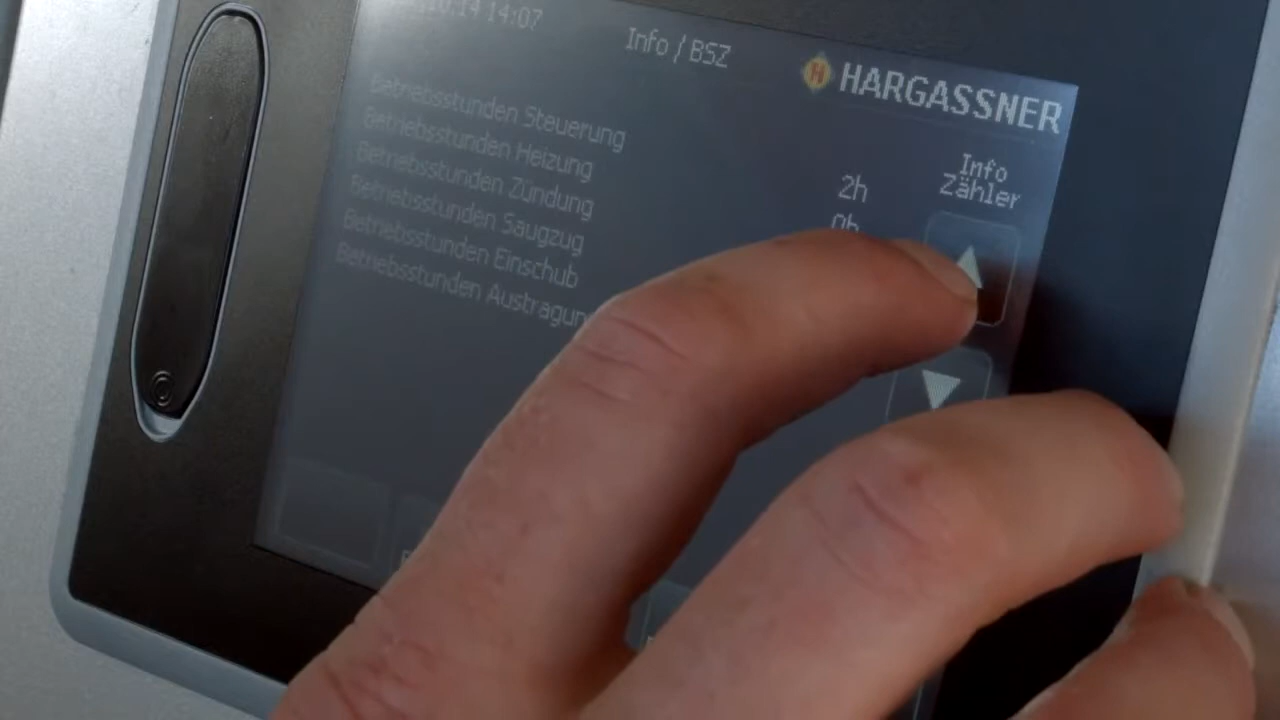 14:07
Info / BSZ
HARGASSNER
Betriebsstunden Steuerung
Betriebsstunden Heizung
Betriebsstunden Zündung
Betriebsstunden Saugzug
Betriebsstunden Einschub
Betriebsstunden Austragung
2h
0h
Info
Zähler